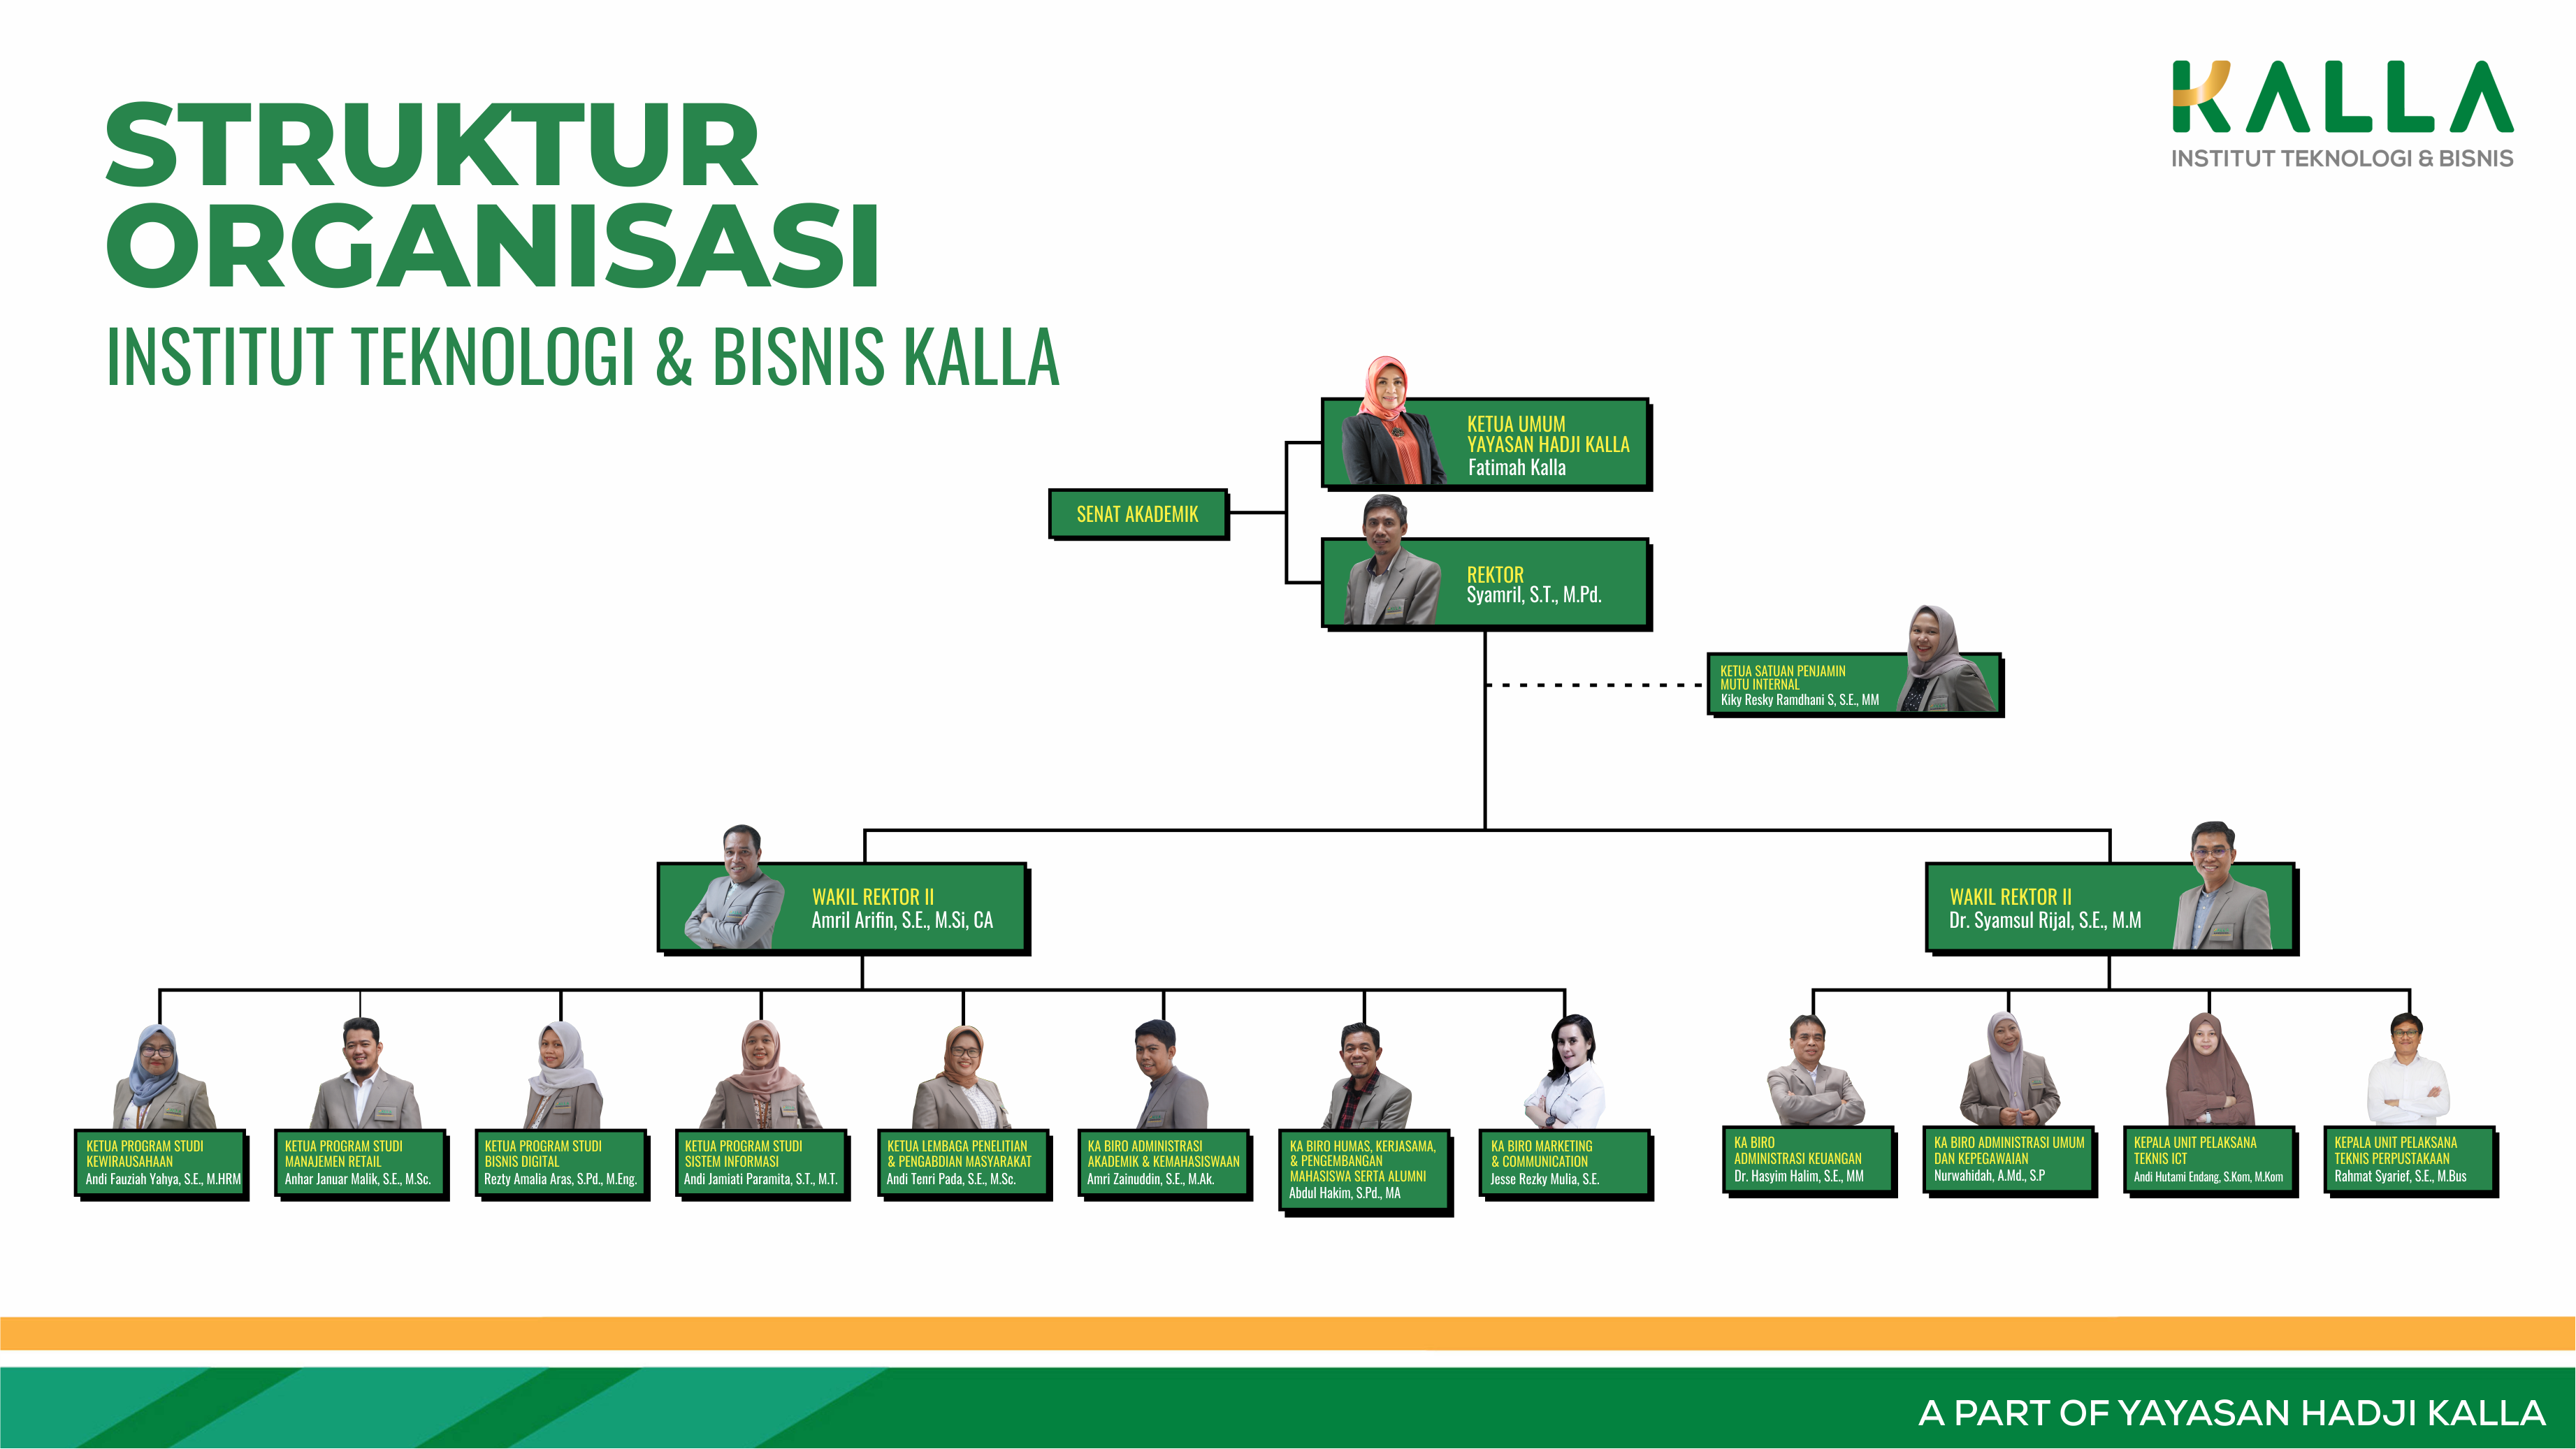 STRUKTUR
ORGANISASI
INSTITUT TEKNOLOGI & BISNIS KALLA
KALLA
INSTITUT TEKNOLOGI & BISNIS
KETUA UMUM
YAYASAN HADJI KALLA
Fatimah Kalla
SENAT AKADEMIK
REKTOR
Syamril, S.T., M.Pd.
KETUA SATUAN PENJAMIN
MUTU INTERNAL
Kiky Resky Ramdhani S, S.E., MM
WAKIL REKTOR II
Amril Arifin, S.E., M.Si, CA
WAKIL REKTOR II
Dr. Syamsul Rijal, S.E., M.M
KETUA PROGRAM STUDI
KEWIRAUSAHAAN
Andi Fauziah Yahya, S.E., M.HRM
KETUA PROGRAM STUDI
MANAJEMEN RETAIL
Anhar Januar Malik, S.E., M.Sc.
KETUA PROGRAM STUDI
BISNIS DIGITAL
Rezty Amalia Aras, S.Pd., M.Eng.
KETUA PROGRAM STUDI
SISTEM INFORMASI
Andi Jamiati Paramita, S.T., M.T.
KETUA LEMBAGA PENELITIAN
& PENGABDIAN MASYARAKAT
Andi Tenri Pada, S.E., M.Sc.
KA BIRO ADMINISTRASI
AKADEMIK & KEMAHASISWAAN
Amri Zainuddin, S.E., M.Ak.
KA BIRO HUMAS, KERJASAMA,
& PENGEMBANGAN
MAHASISWA SERTA ALUMNI
Abdul Hakim, S.Pd., MA
KA BIRO MARKETING
& COMMUNICATION
Jesse Rezky Mulia, S.E.
KA BIRO
ADMINISTRASI KEUANGAN
Dr. Hasyim Halim, S.E., MM
KA BIRO ADMINISTRASI UMUM
DAN KEPEGAWAIAN
Nurwahidah, A.Md., S.P
KEPALA UNIT PELAKSANA
TEKNIS ICT
Andi Hutami Endang, S.Kom, M.Kom
KEPALA UNIT PELAKSANA
TEKNIS PERPUSTAKAAN
Rahmat Syarief, S.E., M.Bus
A PART OF YAYASAN HADJI KALLA